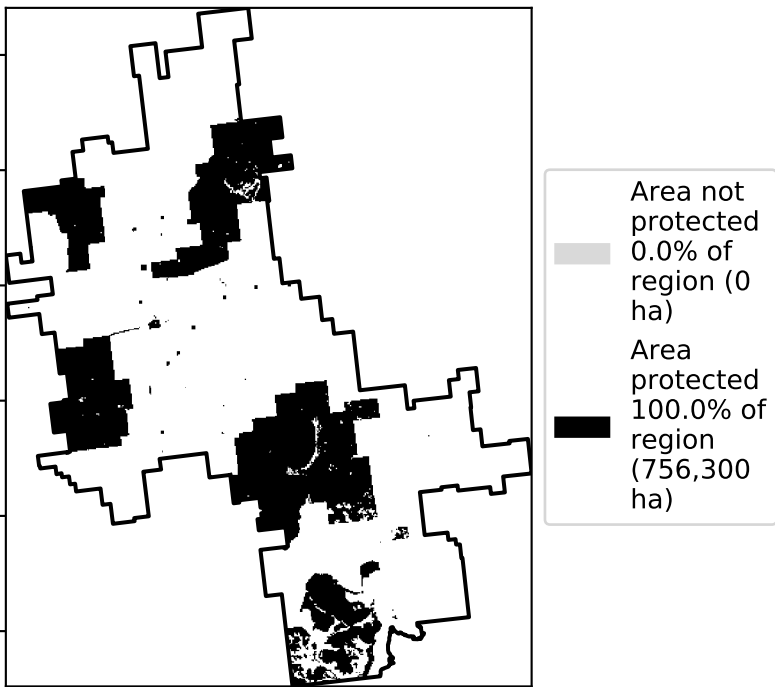 Area not
protected
0.0% of
region (0
ha)
Area
protected
100.0% of
region
(756,300
ha)